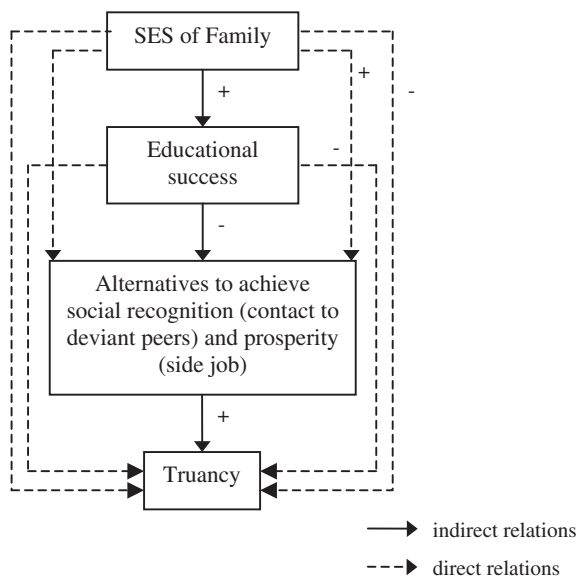 SES of Family
+
+
-
Educational
success
-
-
Alternatives to achieve
social recognition (contact to
deviant peers) and prosperity
(side job)
+
Truancy
indirect relations
direct relations